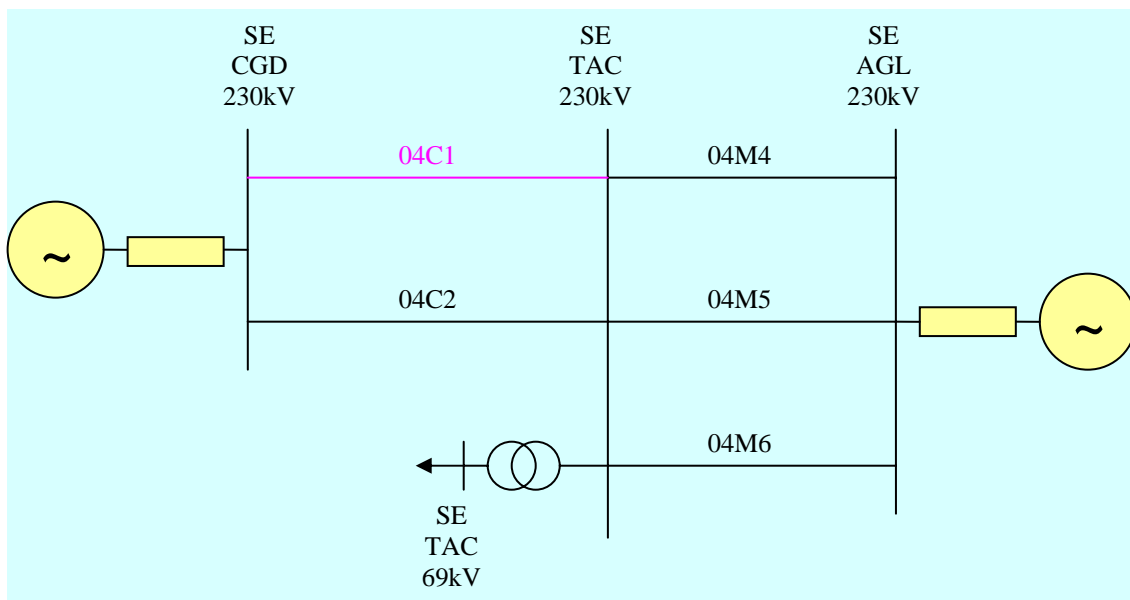 SE
CGD
230kV
SE
TAC
230kV
SE
AGL
230kV
04C1
04M4
04C2
04M5
~
~
04M6
SE
TAC
69kV